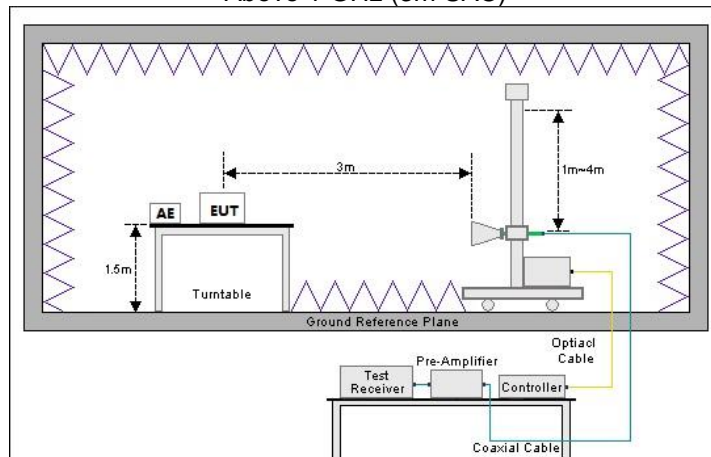 3m
1m~4m
AE
EUT
1.5m
Turntable
Ground Reference Plane
Optiacl
Cable
Pre-Amplifier
Test
Receiver
Controller
Coaxial Cable